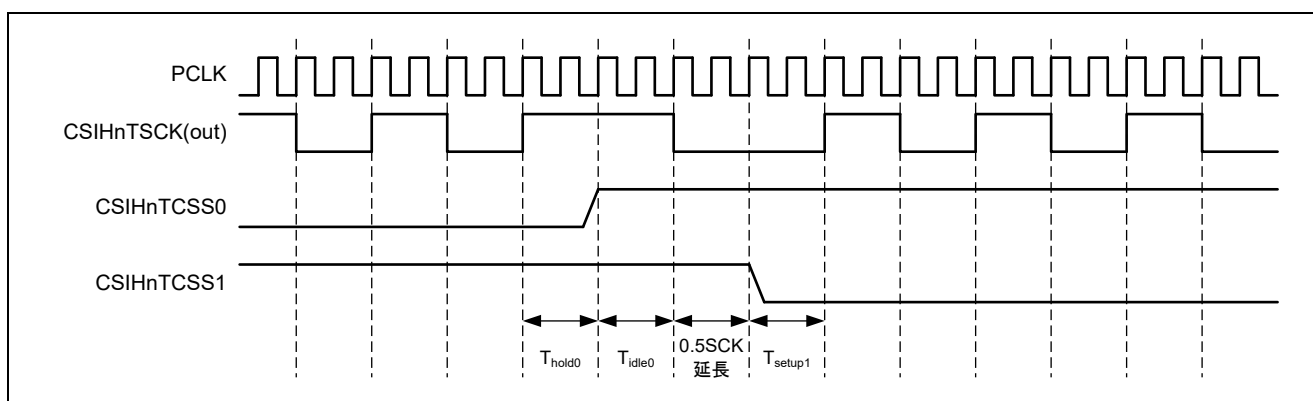 PCLK
CSIHnTSCK(out)
CSIHnTCSS0
CSIHnTCSS1
Thold0 Tidle0 0.5SCK Tsetup1
延長